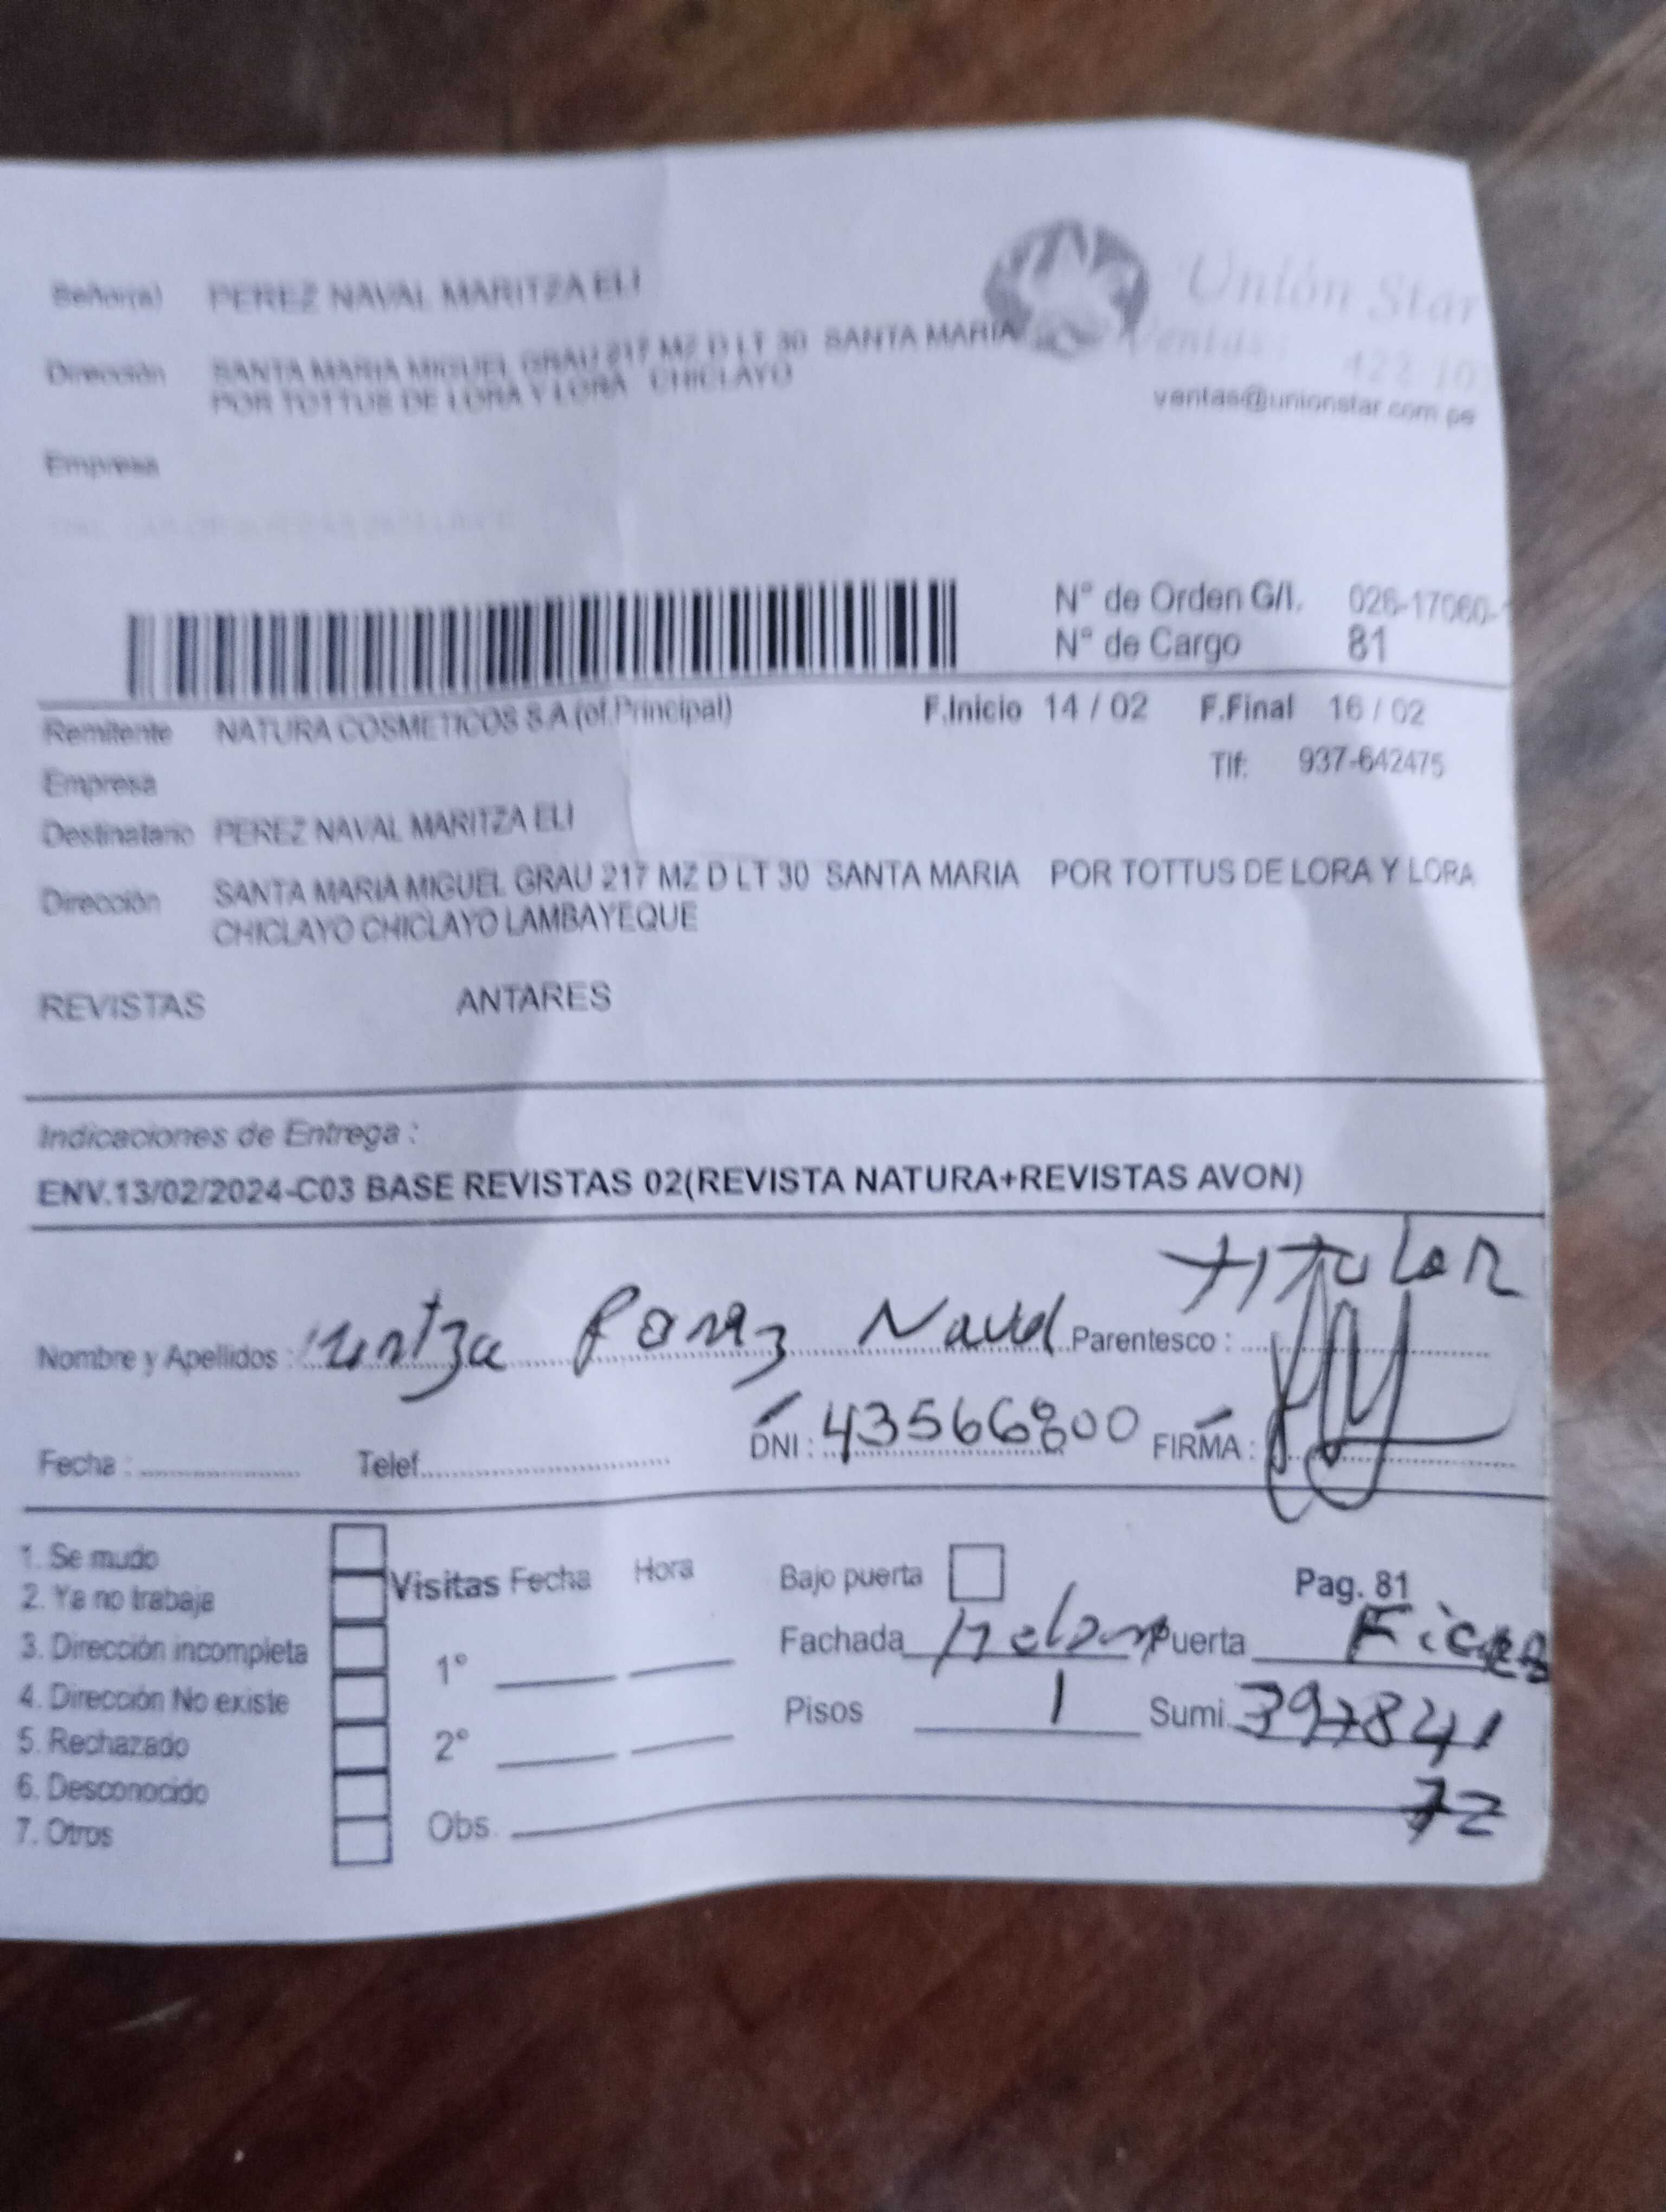 Señor(a) PEREZ NAVAL MARITZA ELI
Unión Star
Dirección SANTA MARIA MIGUEL GRAU 217 MZ D LT 30 SANTA MARIA
POR TOTTUS DE LORA Y LORA CHICLAYO
Ventas: 422-10
ventas@unionstar.com.pe
Empresa
N° de Orden G/I. 026-17060-
N° de Cargo 81
Remitente NATURA COSMETICOS S.A (of.Principal) F.Inicio 14 / 02 F.Final 16 / 02
Empresa Tlf: 937-642475
Destinatario PEREZ NAVAL MARITZA ELI
Dirección SANTA MARIA MIGUEL GRAU 217 MZ D LT 30 SANTA MARIA POR TOTTUS DE LORA Y LORA
CHICLAYO CHICLAYO LAMBAYEQUE
REVISTAS ANTARES
Indicaciones de Entrega :
ENV.13/02/2024-C03 BASE REVISTAS 02(REVISTA NATURA+REVISTAS AVON)
Titular
Nombre y Apellidos : Naval Parentesco :
Fecha : Telef. DNI : 43566800 FIRMA :
1. Se mudo
2. Ya no trabaja
3. Dirección incompleta
4. Dirección No existe
5. Rechazado
6. Desconocido
7. Otros
Visitas Fecha Hora
1°
2°
Obs.
Bajo puerta Pag. 81
Fachada Puerta
Pisos 1 Sumi. 397841
72